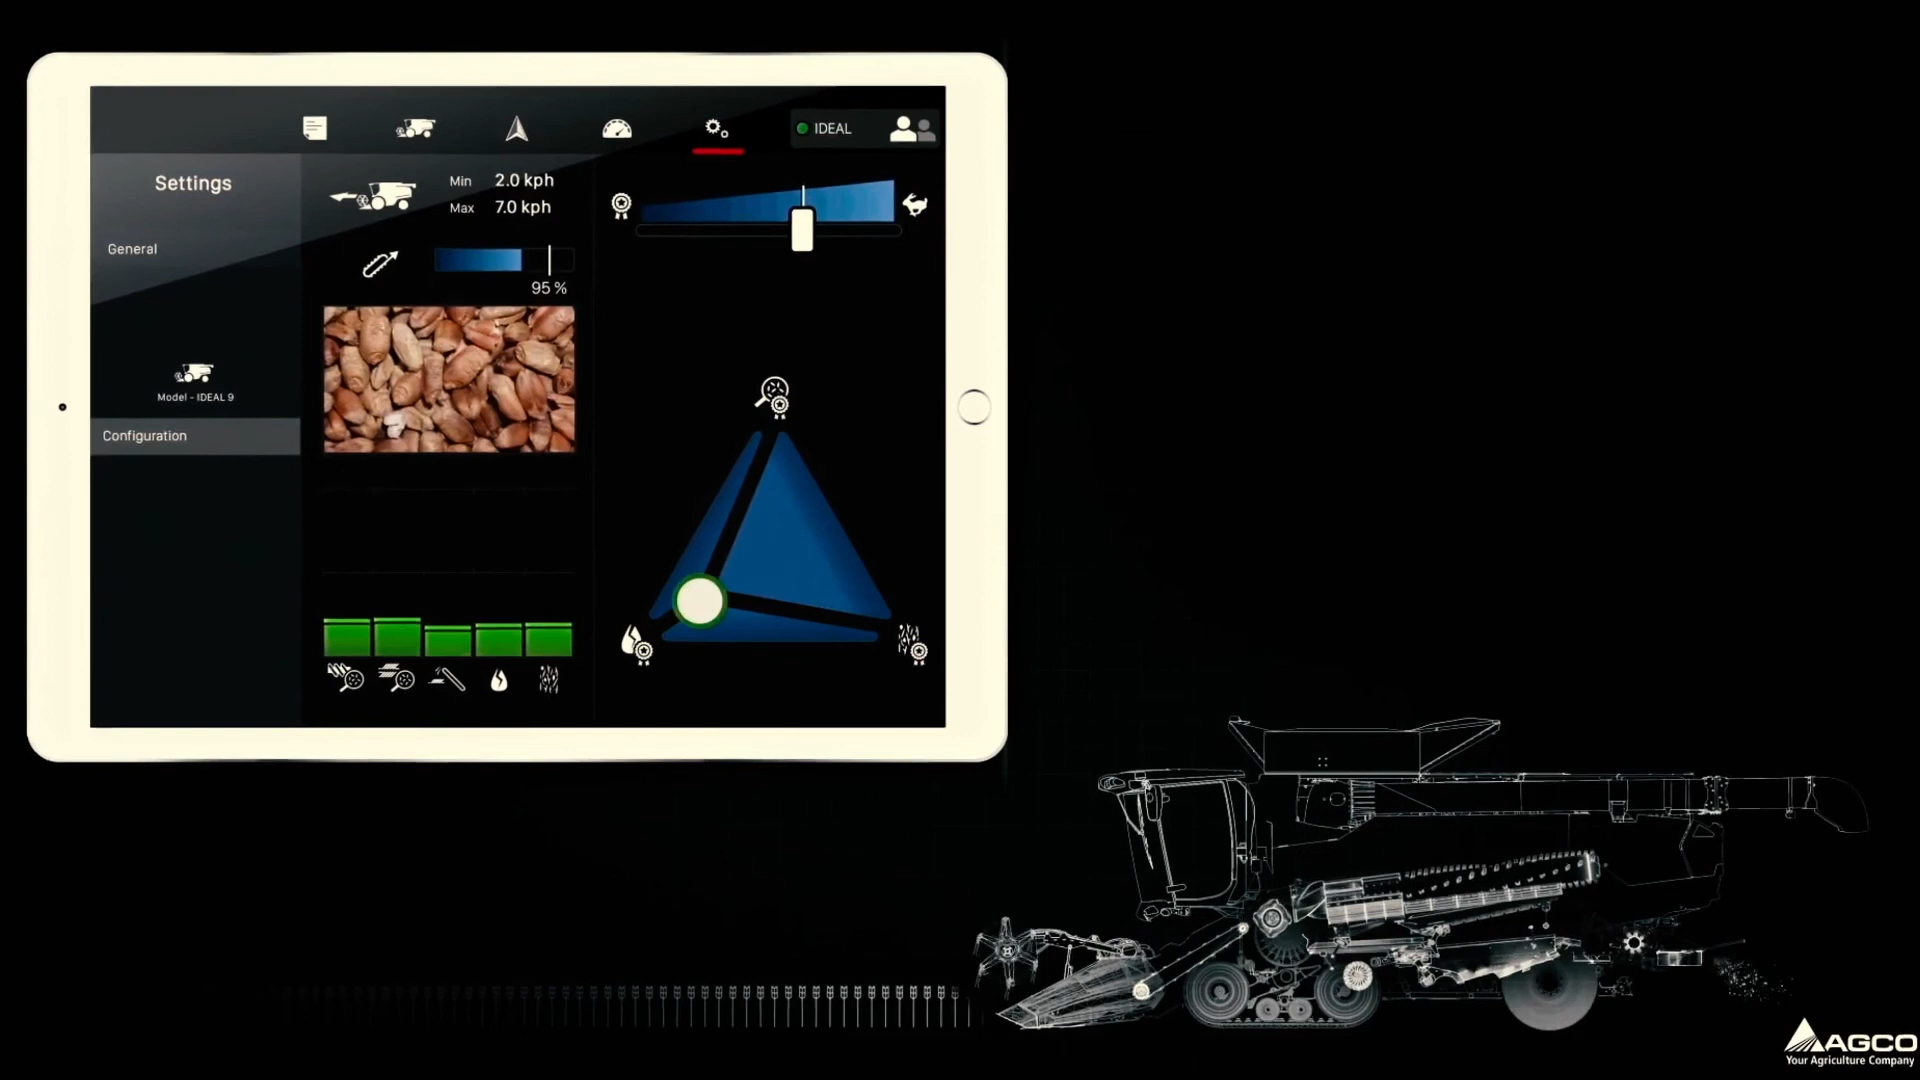 IDEAL
Settings
Min 2.0 kph
Max 7.0 kph
General
95 %
Model - IDEAL 9
Configuration
AGCO
Your Agriculture Company